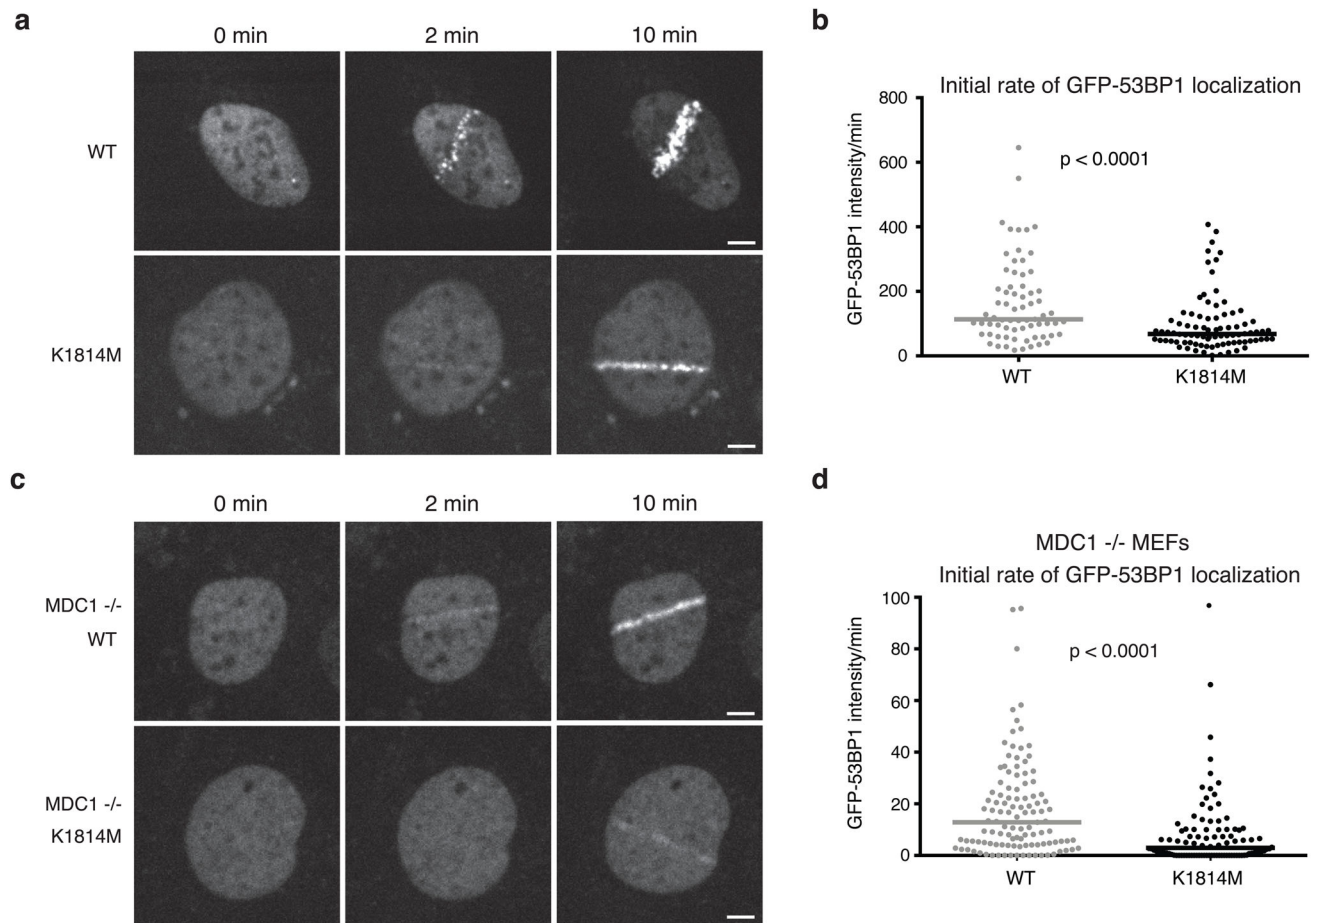 a
0 min 2 min 10 min
WT
K1814M
b
Initial rate of GFP-53BP1 localization
GFP-53BP1 intensity/min
800
600
400
200
0
p < 0.0001
WT K1814M
c
0 min 2 min 10 min
MDC1 -/-
WT
MDC1 -/-
K1814M
d
MDC1 -/- MEFs
Initial rate of GFP-53BP1 localization
GFP-53BP1 intensity/min
100
80
60
40
20
0
p < 0.0001
WT K1814M